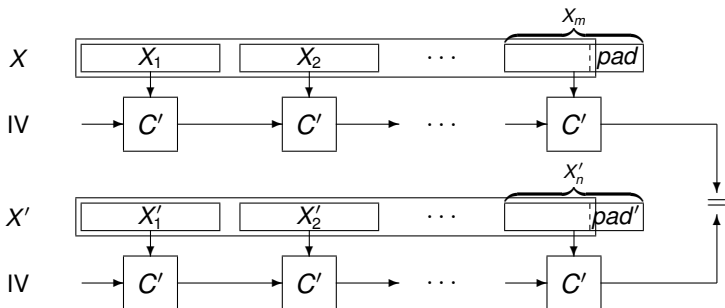 X_m
X X_1 X_2 ··· pad
IV C′ C′ ··· C′
=
X′_n
X′ X′_1 X′_2 ··· pad′
IV C′ C′ ··· C′